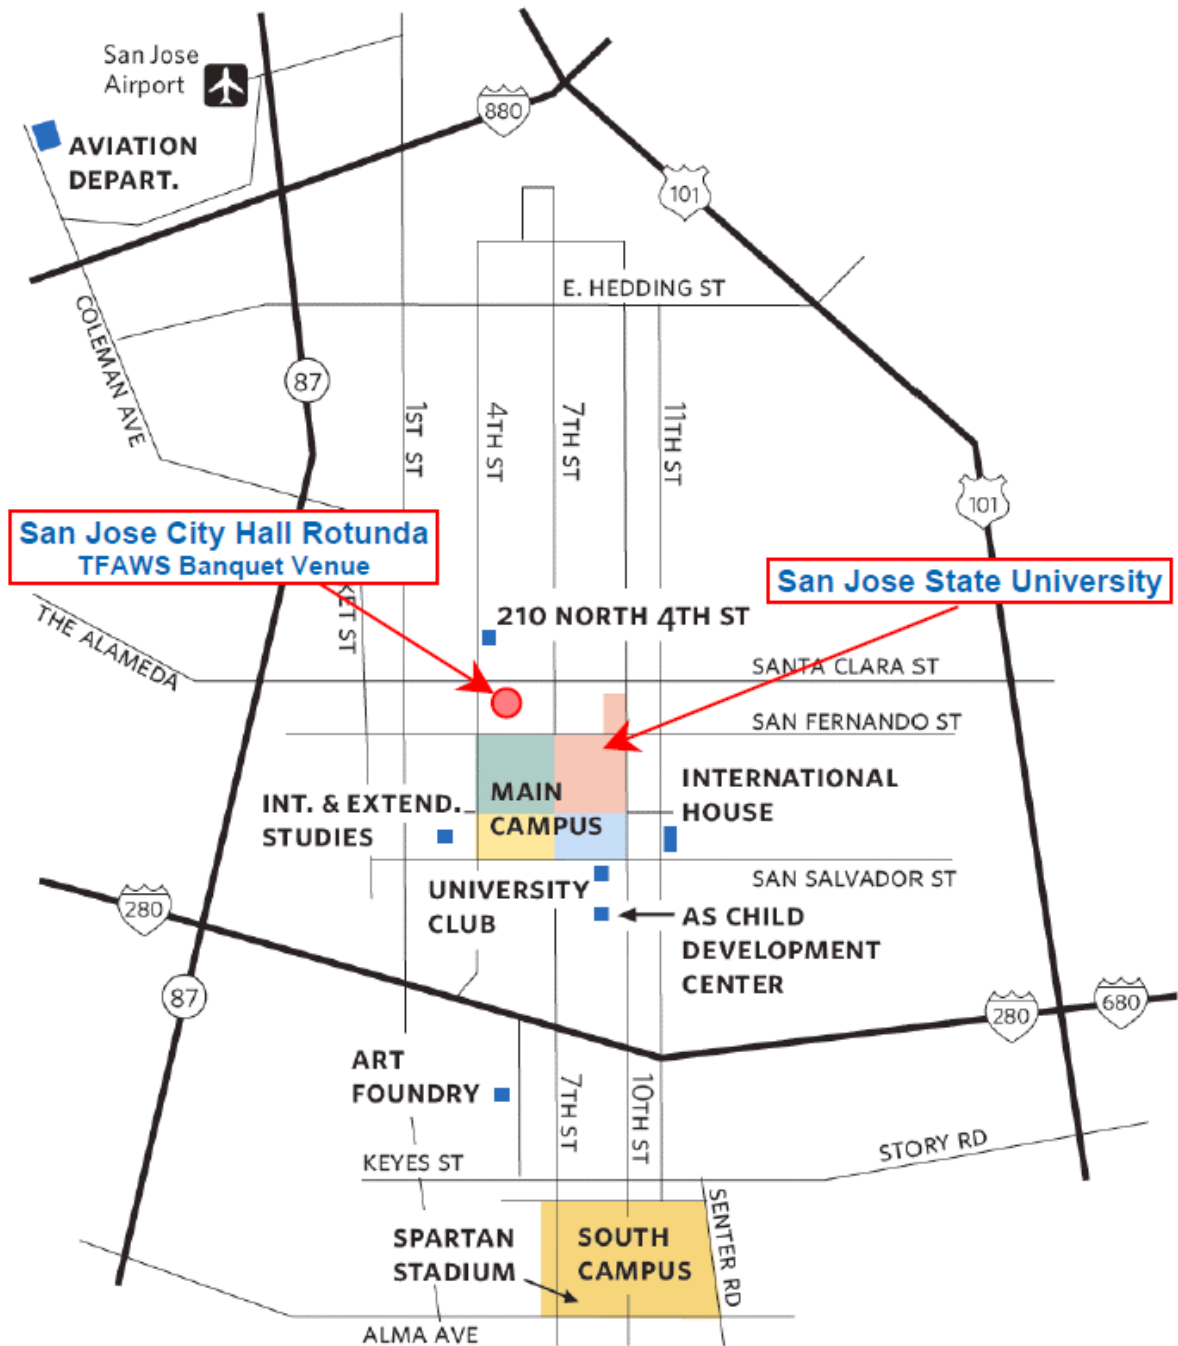 San Jose
Airport
AVIATION
DEPART.
880
101
E. HEDDING ST
COLEMAN AVE
87
1ST ST
4TH ST
7TH ST
11TH ST
101
San Jose City Hall Rotunda
TFAWS Banquet Venue
San Jose State University
KET ST
THE ALAMEDA
210 NORTH 4TH ST
SANTA CLARA ST
SAN FERNANDO ST
MAIN
CAMPUS
INTERNATIONAL
HOUSE
INT. & EXTEND.
STUDIES
SAN SALVADOR ST
UNIVERSITY
CLUB
AS CHILD
DEVELOPMENT
CENTER
280
87
280
680
ART
FOUNDRY
7TH ST
10TH ST
STORY RD
KEYES ST
SENTER RD
SPARTAN
STADIUM
SOUTH
CAMPUS
ALMA AVE